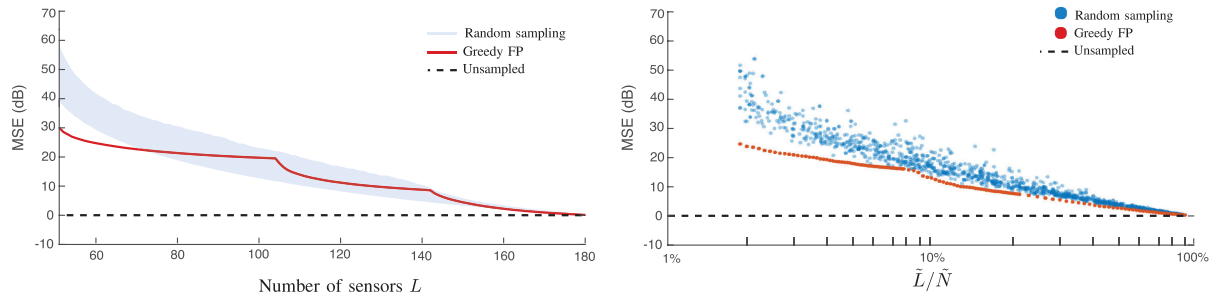 70
60
50
40
30
20
10
0
-10
MSE (dB)
60
80
100
120
140
160
180
Number of sensors L
Random sampling
Greedy FP
Unsampled
70
60
50
40
30
20
10
0
-10
MSE (dB)
1%
10%
100%
L̃/Ñ
Random sampling
Greedy FP
Unsampled